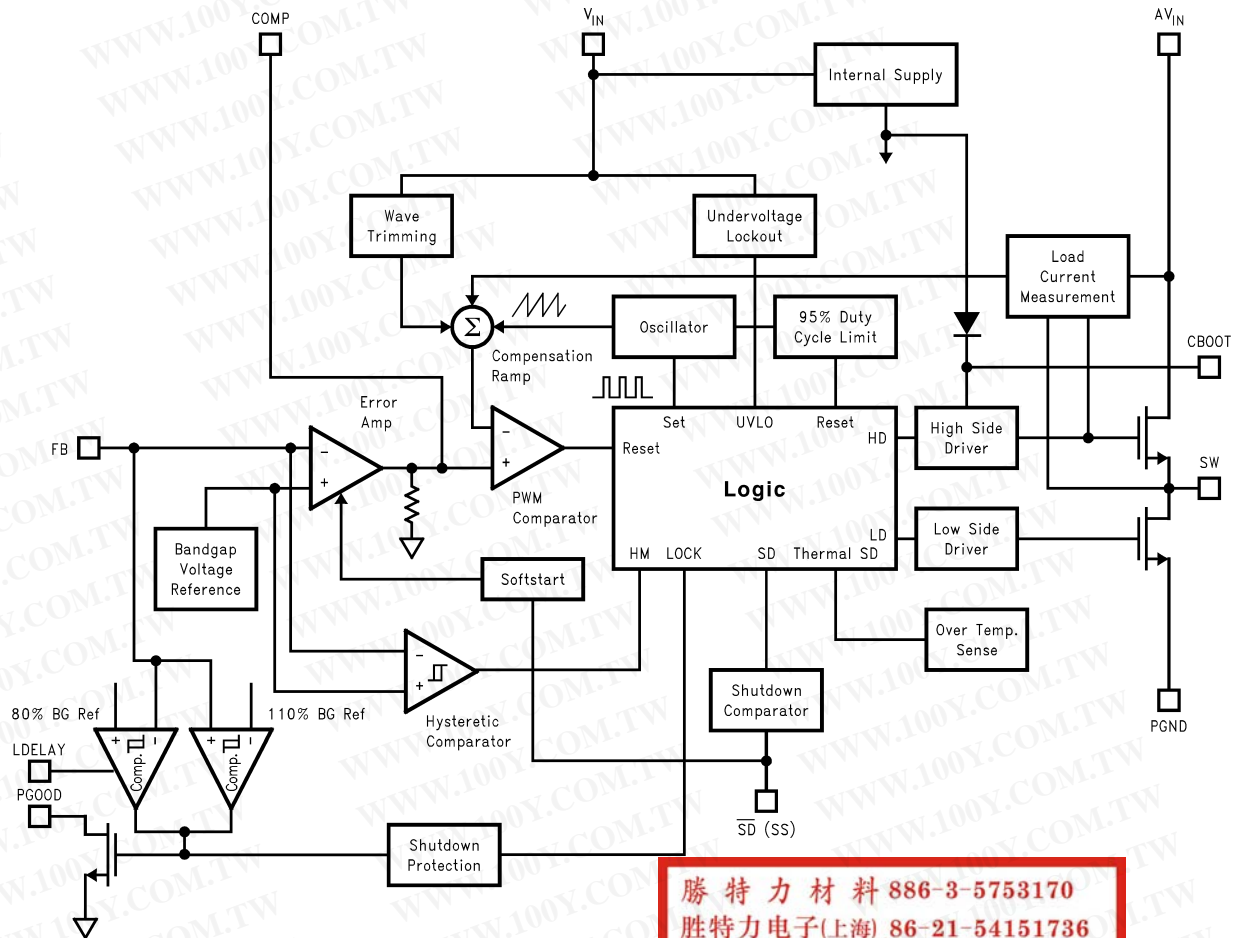 COMP
VIN
AVIN
Internal Supply
Wave
Trimming
Undervoltage
Lockout
Load
Current
Measurement
Σ
Oscillator
95% Duty
Cycle Limit
Compensation
Ramp
CBOOT
Error
Amp
FB
-
+
-
+
PWM
Comparator
Set
UVLO
Reset
Reset
HD
Logic
LD
HM
LOCK
SD
Thermal SD
High Side
Driver
SW
Low Side
Driver
Bandgap
Voltage
Reference
Softstart
Over Temp.
Sense
-
+
Hysteretic
Comparator
Shutdown
Comparator
PGND
80% BG Ref
110% BG Ref
+
-
+
-
Comp.
Comp.
LDELAY
PGOOD
SD (SS)
Shutdown
Protection
勝特力材料 886-3-5753170
胜特力电子(上海) 86-21-54151736
WWW.100Y.COM.TW